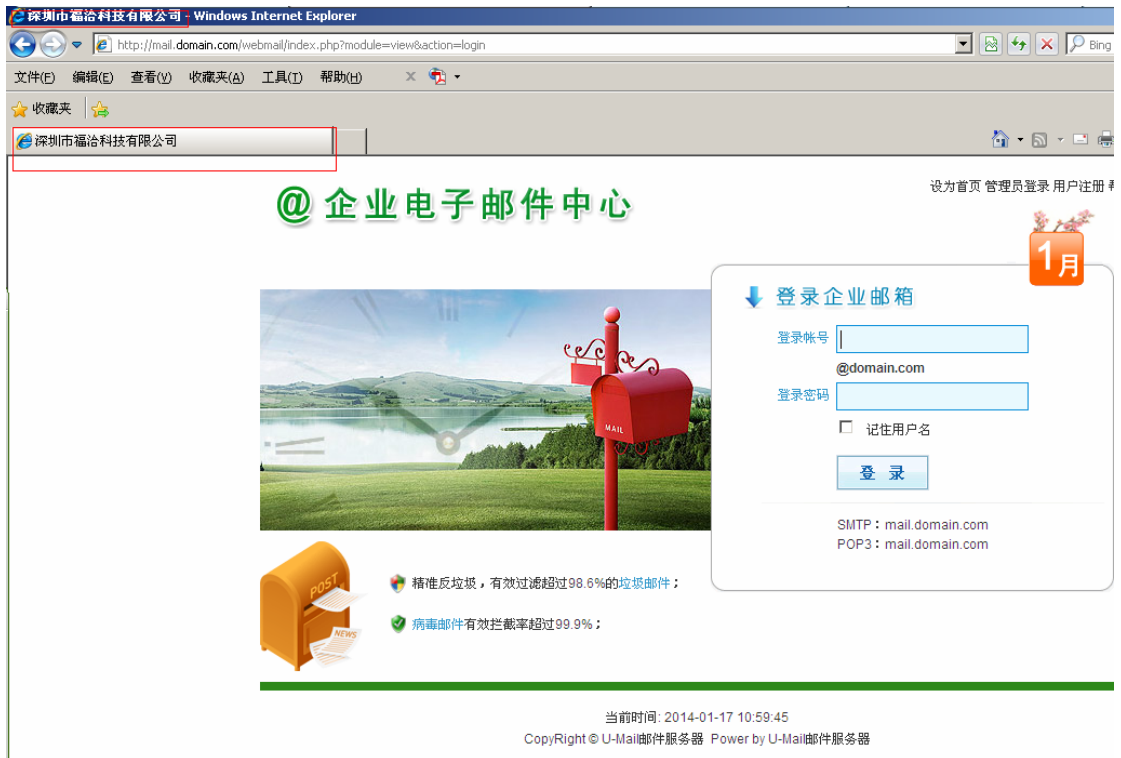 深圳市福洽科技有限公司 - Windows Internet Explorer
http://mail.domain.com/webmail/index.php?module=view&action=login
Bing
文件(F) 编辑(E) 查看(V) 收藏夹(A) 工具(T) 帮助(H)
收藏夹
深圳市福洽科技有限公司
设为首页 管理员登录 用户注册
@ 企业电子邮件中心
1月
登录企业邮箱
登录帐号
@domain.com
登录密码
MAIL
记住用户名
登 录
SMTP：mail.domain.com
POP3：mail.domain.com
POST
NEWS
精准反垃圾，有效过滤超过98.6%的垃圾邮件；
病毒邮件有效拦截率超过99.9%；
当前时间: 2014-01-17 10:59:45
CopyRight © U-Mail邮件服务器 Power by U-Mail邮件服务器